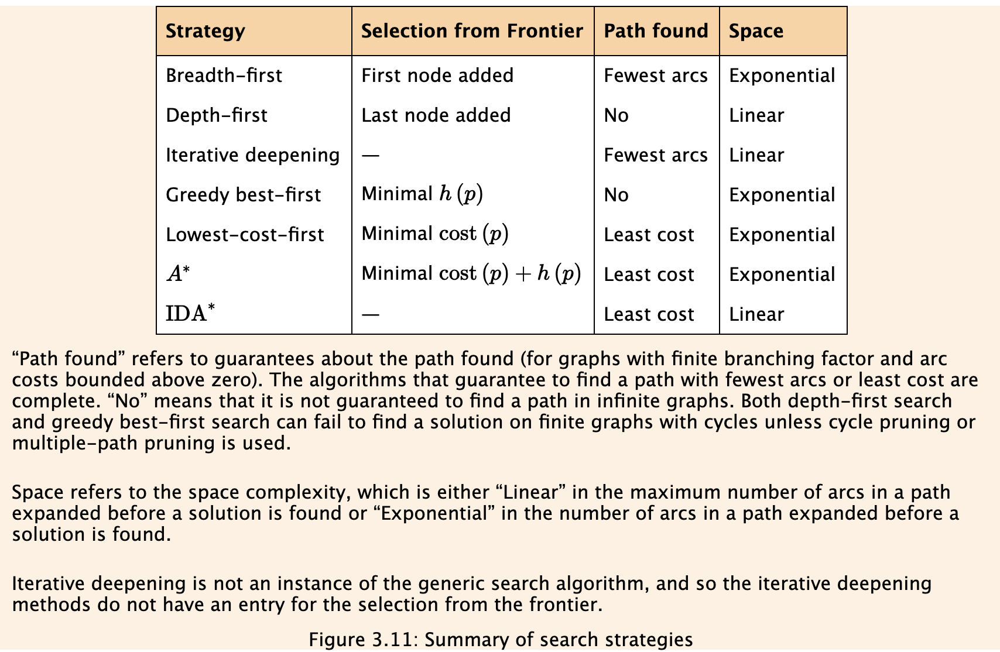 Strategy Selection from Frontier Path found Space
Breadth–first First node added Fewest arcs Exponential
Depth–first Last node added No Linear
Iterative deepening — Fewest arcs Linear
Greedy best–first Minimal h (p) No Exponential
Lowest–cost–first Minimal cost (p) Least cost Exponential
A* Minimal cost (p) + h (p) Least cost Exponential
IDA* — Least cost Linear
“Path found” refers to guarantees about the path found (for graphs with finite branching factor and arc
costs bounded above zero). The algorithms that guarantee to find a path with fewest arcs or least cost are
complete. “No” means that it is not guaranteed to find a path in infinite graphs. Both depth–first search
and greedy best–first search can fail to find a solution on finite graphs with cycles unless cycle pruning or
multiple–path pruning is used.
Space refers to the space complexity, which is either “Linear” in the maximum number of arcs in a path
expanded before a solution is found or “Exponential” in the number of arcs in a path expanded before a
solution is found.
Iterative deepening is not an instance of the generic search algorithm, and so the iterative deepening
methods do not have an entry for the selection from the frontier.
Figure 3.11: Summary of search strategies